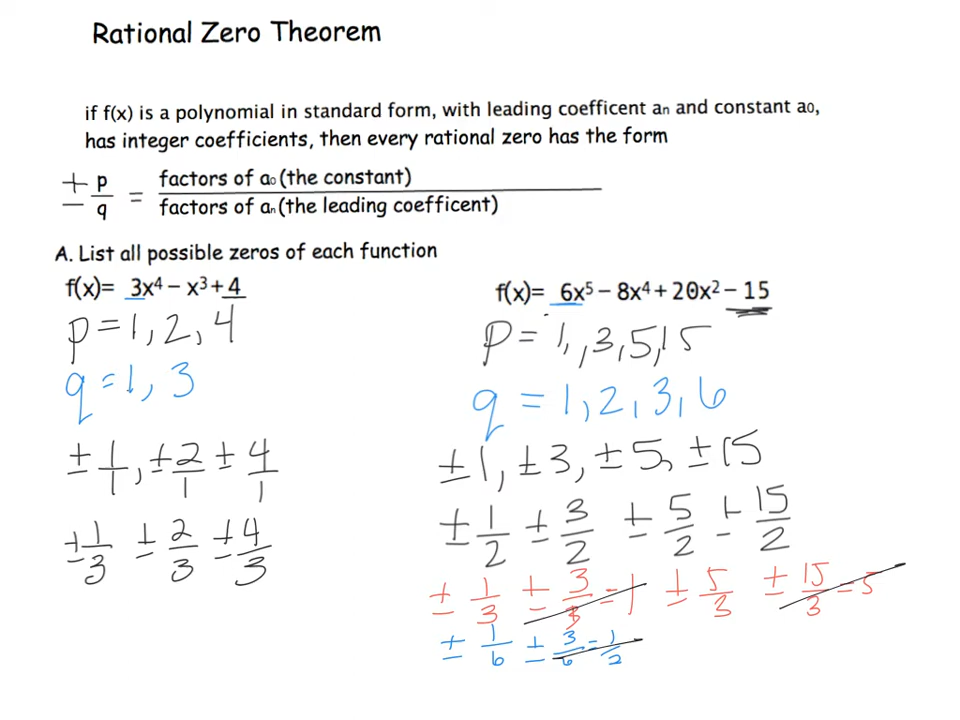 Rational Zero Theorem
if f(x) is a polynomial in standard form, with leading coefficent an and constant a0,
has integer coefficients, then every rational zero has the form
± p/q = factors of a0 (the constant) / factors of an (the leading coefficent)
A. List all possible zeros of each function
f(x)= 3x⁴ – x³ + 4
p = 1, 2, 4
q = 1, 3
± 1/1, ± 2/1 ± 4/1
± 1/3 ± 2/3 ± 4/3
f(x)= 6x⁵ – 8x⁴ + 20x² – 15
P = 1, , 3, 5, 15
q = 1, 2, 3, 6
± 1, ± 3, ± 5, ± 15
± 1/2 ± 3/2 ± 5/2 ± 15/2
± 1/3 ± 3/3 = 1 ± 5/3 ± 15/3 = 5
± 1/6 ± 3/6 = 1/2